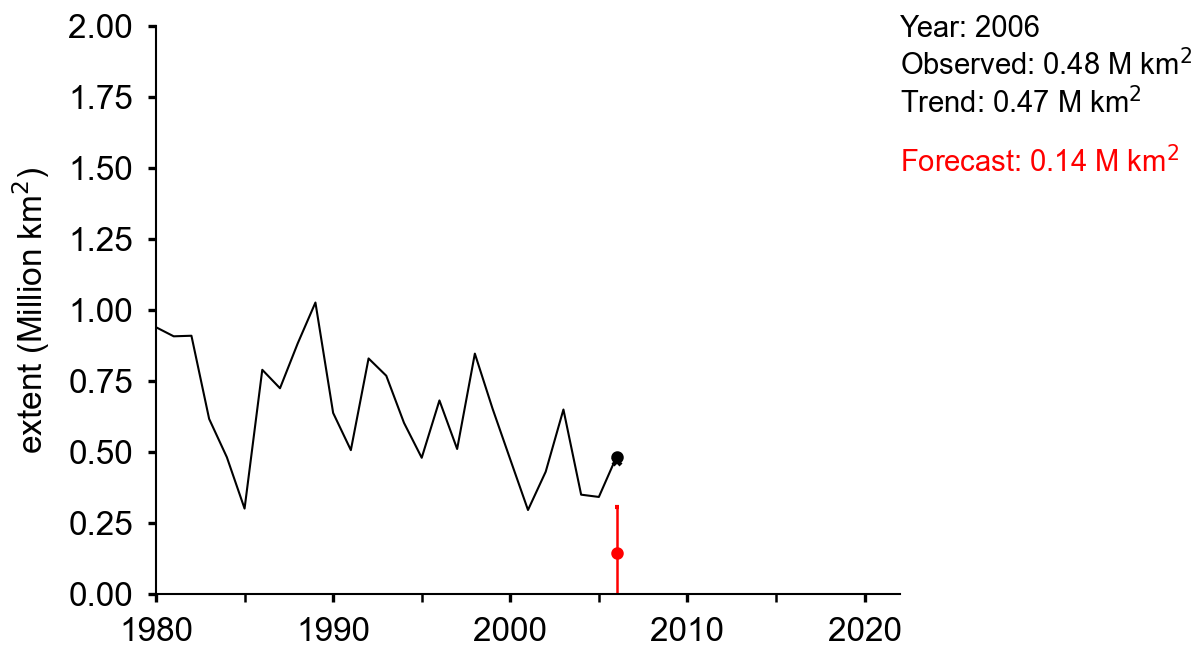 2.00
1.75
1.50
1.25
1.00
0.75
0.50
0.25
0.00
extent (Million km²)
1980 1990 2000 2010 2020
Year: 2006
Observed: 0.48 M km²
Trend: 0.47 M km²
Forecast: 0.14 M km²